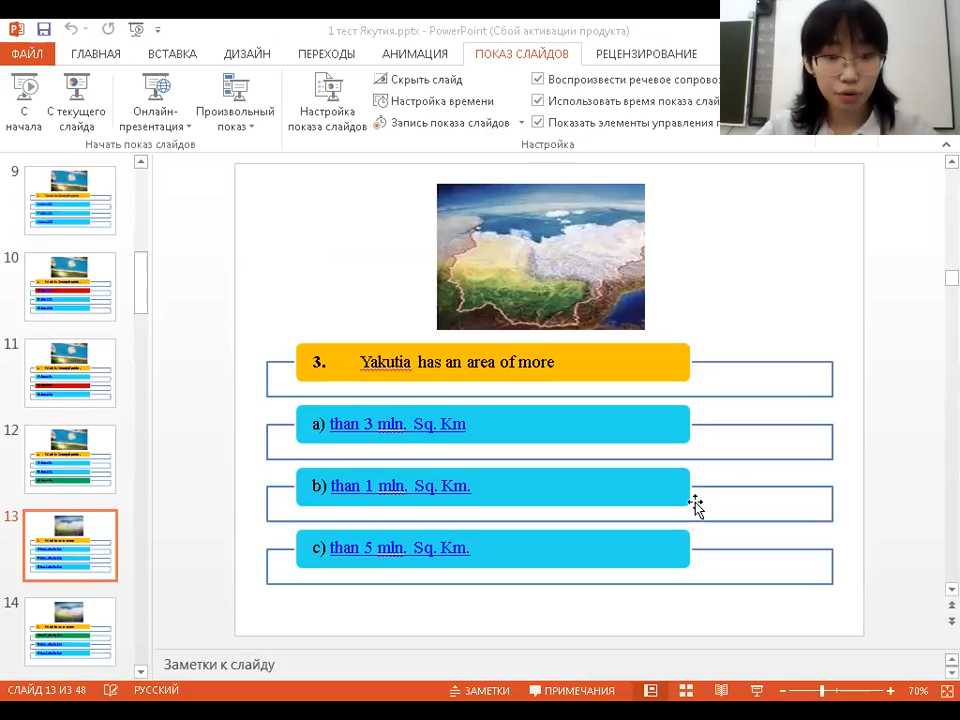 1 тест Якутия.pptx - PowerPoint (Сбой активации продукта)
ФАЙЛ ГЛАВНАЯ ВСТАВКА ДИЗАЙН ПЕРЕХОДЫ АНИМАЦИЯ ПОКАЗ СЛАЙДОВ РЕЦЕНЗИРОВАНИЕ
С начала
С текущего слайда
Онлайн-презентация
Произвольный показ
Настройка показа слайдов
Скрыть слайд
Настройка времени
Запись показа слайдов
Воспроизвести речевое сопрово
Использовать время показа слай
Показать элементы управления
Начать показ слайдов
Настройка
9
10
11
12
13
14
3. Yakutia has an area of more
a) than 3 mln. Sq. Km
b) than 1 mln. Sq. Km.
c) than 5 mln. Sq. Km.
Заметки к слайду
СЛАЙД 13 ИЗ 48 РУССКИЙ ЗАМЕТКИ ПРИМЕЧАНИЯ 70%